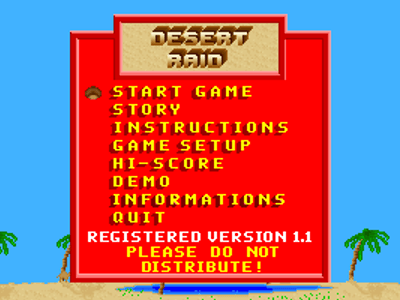 DESERT
RAID
START GAME
STORY
INSTRUCTIONS
GAME SETUP
HI-SCORE
DEMO
INFORMATIONS
QUIT
REGISTERED VERSION 1.1
PLEASE DO NOT
DISTRIBUTE!